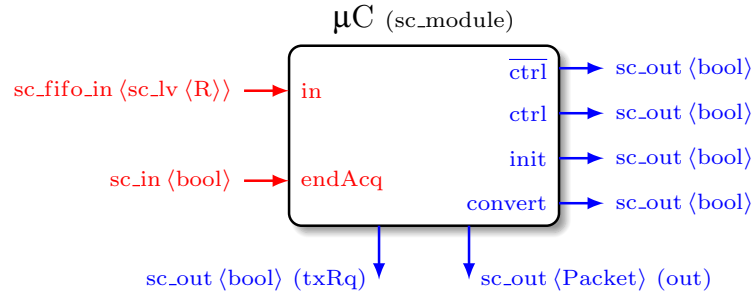 μC (sc_module)
sc_fifo_in ⟨sc_lv ⟨R⟩⟩
in
sc_in ⟨bool⟩
endAcq
c̅t̅r̅l̅
sc_out ⟨bool⟩
ctrl
sc_out ⟨bool⟩
init
sc_out ⟨bool⟩
convert
sc_out ⟨bool⟩
sc_out ⟨bool⟩ (txRq)
sc_out ⟨Packet⟩ (out)